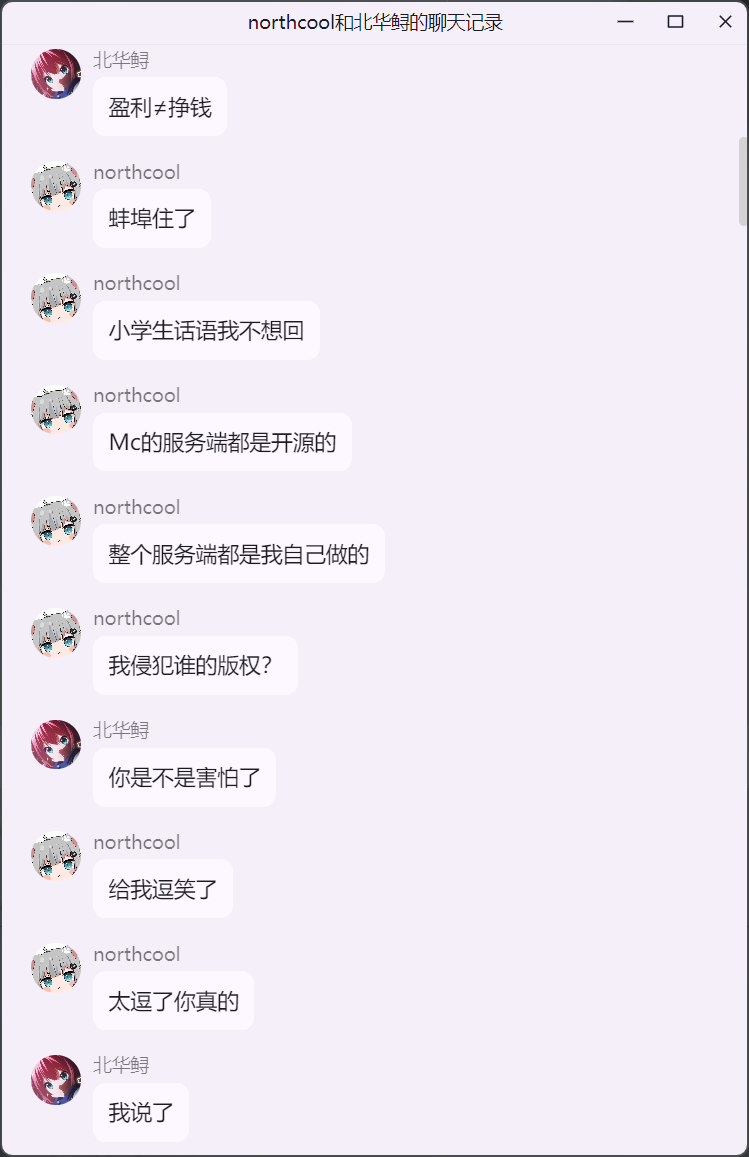 northcool和北华鲟的聊天记录
北华鲟
盈利≠挣钱
northcool
蚌埠住了
northcool
小学生话语我不想回
northcool
Mc的服务端都是开源的
northcool
整个服务端都是我自己做的
northcool
我侵犯谁的版权？
北华鲟
你是不是害怕了
northcool
给我逗笑了
northcool
太逗了你真的
北华鲟
我说了